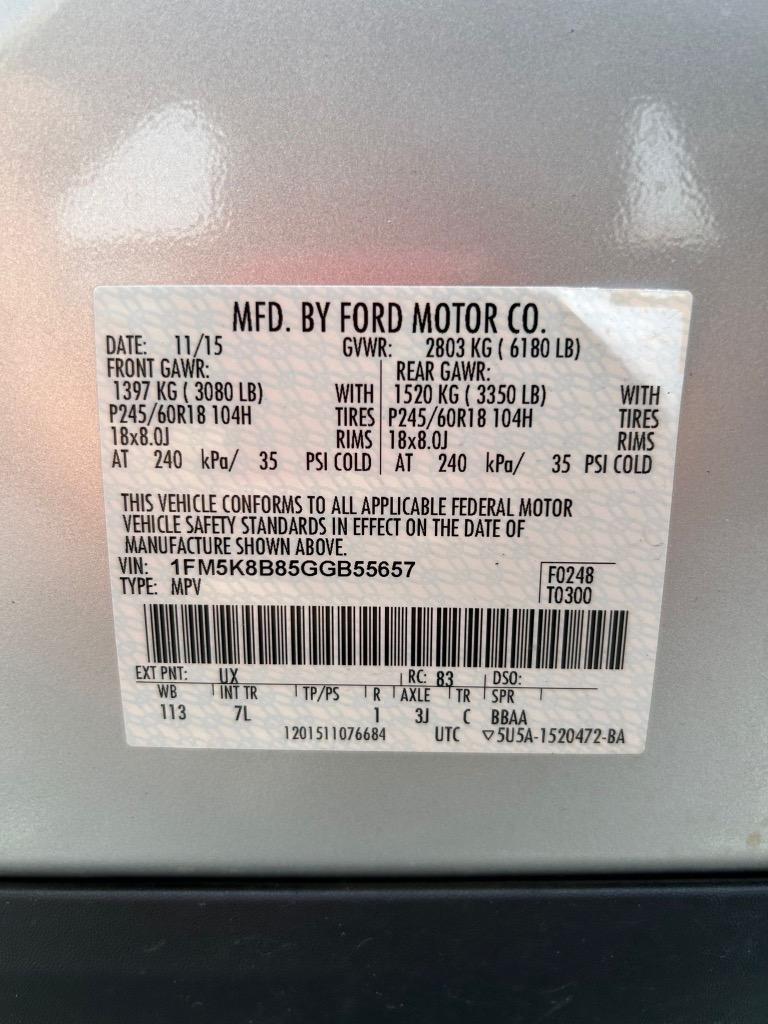 MFD. BY FORD MOTOR CO.
DATE: 11/15 GVWR: 2803 KG ( 6180 LB)
FRONT GAWR: REAR GAWR:
1397 KG ( 3080 LB) WITH 1520 KG ( 3350 LB) WITH
P245/60R18 104H TIRES P245/60R18 104H TIRES
18x8.0J RIMS 18x8.0J RIMS
AT 240 kPa/ 35 PSI COLD AT 240 kPa/ 35 PSI COLD
THIS VEHICLE CONFORMS TO ALL APPLICABLE FEDERAL MOTOR
VEHICLE SAFETY STANDARDS IN EFFECT ON THE DATE OF
MANUFACTURE SHOWN ABOVE.
VIN: 1FM5K8B85GGB55657 F0248
TYPE: MPV T0300
EXT PNT: UX RC: 83 DSO:
WB INT TR TP/PS R AXLE TR SPR
113 7L 1 3J C BBAA
1201511076684 UTC ▽5U5A-1520472-BA